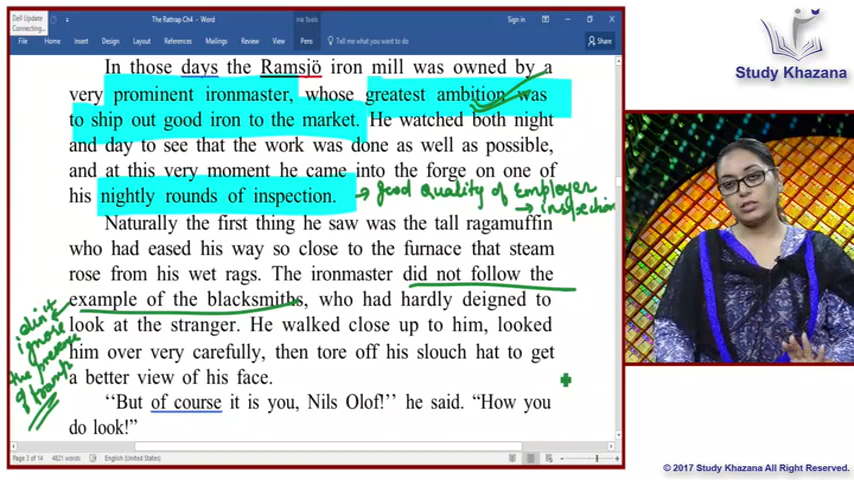 Dell Update
Connecting...
The Rattrap Ch4 - Word
Ink Tools
Sign in
File
Home
Insert
Design
Layout
References
Mailings
Review
View
Pens
Tell me what you want to do
Share
In those days the Ramsjö iron mill was owned by a
very prominent ironmaster, whose greatest ambition was
to ship out good iron to the market. He watched both night
and day to see that the work was done as well as possible,
and at this very moment he came into the forge on one of
his nightly rounds of inspection. → good quality of Employer
→ inspection
Naturally the first thing he saw was the tall ragamuffin
who had eased his way so close to the furnace that steam
rose from his wet rags. The ironmaster did not follow the
example of the blacksmiths, who had hardly deigned to
look at the stranger. He walked close up to him, looked
him over very carefully, then tore off his slouch hat to get
a better view of his face.
didn't
ignore
the presence
of tramp
‘‘But of course it is you, Nils Olof!’’ he said. “How you
do look!”
Page 3 of 14
4821 words
English (United States)
100%
Study Khazana
© 2017 Study Khazana All Right Reserved.